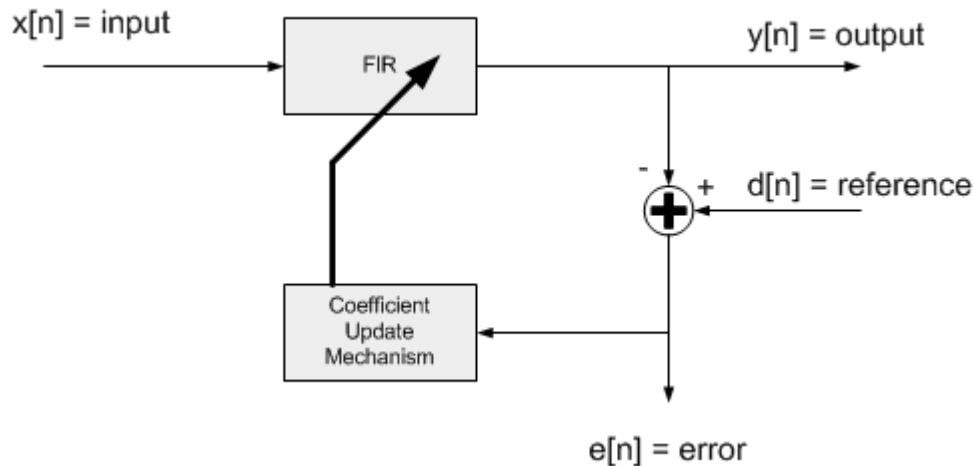 x[n] = input
FIR
y[n] = output
-
+
d[n] = reference
Coefficient
Update
Mechanism
e[n] = error